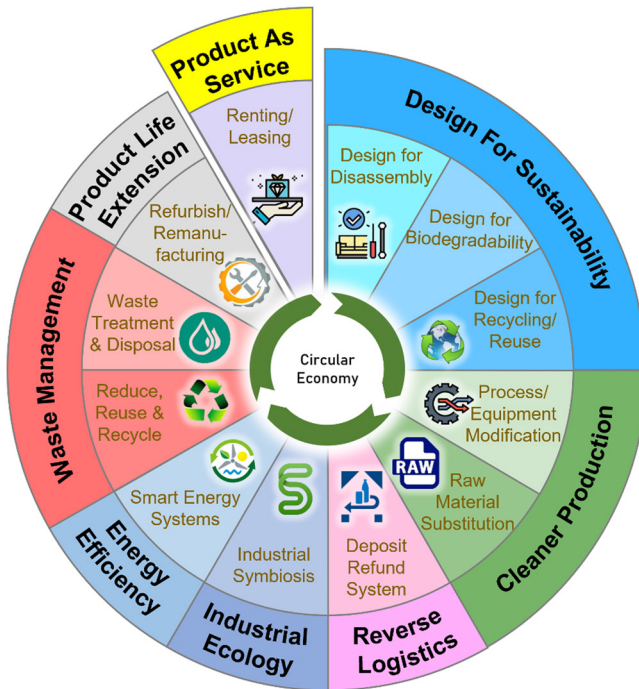 Product As
Service
Renting/
Leasing
Design For Sustainability
Design for
Disassembly
Design for
Biodegradability
Design for
Recycling/
Reuse
Cleaner Production
Process/
Equipment
Modification
RAW
Raw
Material
Substitution
Reverse
Logistics
Deposit
Refund
System
Industrial
Ecology
Industrial
Symbiosis
Energy
Efficiency
Smart Energy
Systems
Waste Management
Reduce,
Reuse &
Recycle
Waste
Treatment
& Disposal
Product Life
Extension
Refurbish/
Remanu-
facturing
Circular
Economy